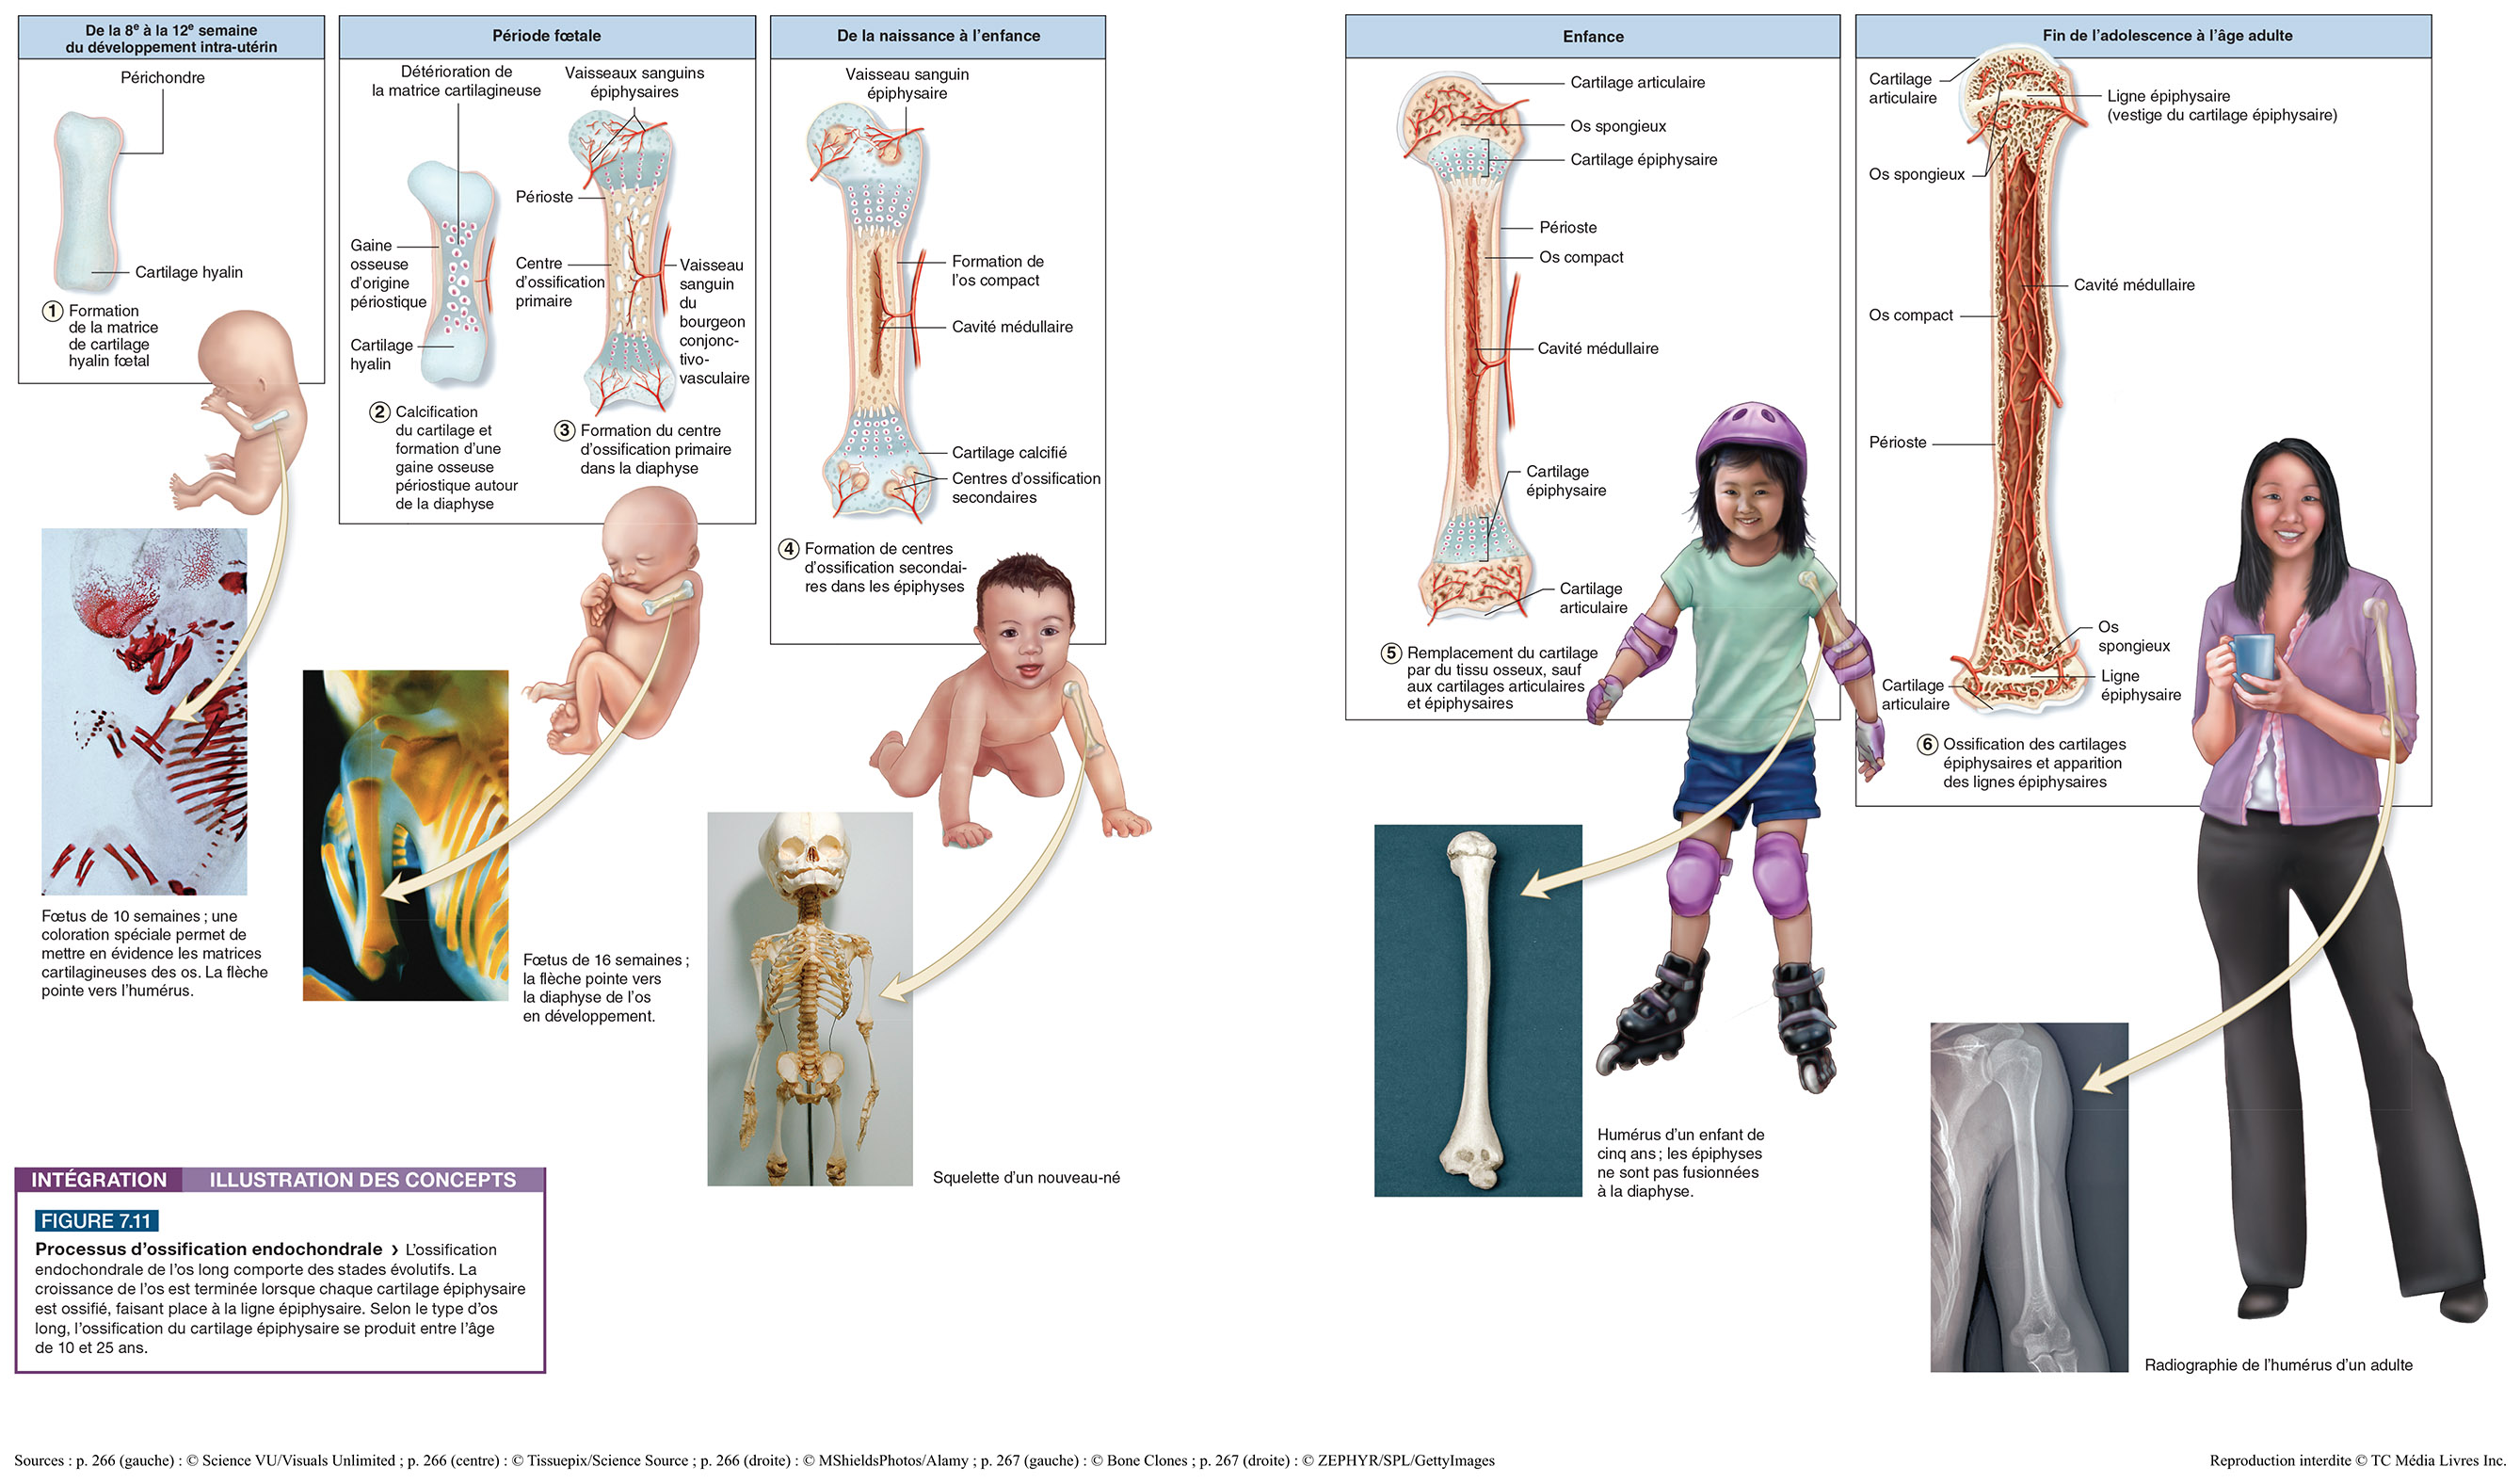 De la 8e à la 12e semaine
du développement intra-utérin
Périchondre
Cartilage hyalin
1 Formation
de la matrice
de cartilage
hyalin fœtal
Fœtus de 10 semaines ; une
coloration spéciale permet de
mettre en évidence les matrices
cartilagineuses des os. La flèche
pointe vers l’humérus.
Période fœtale
Détérioration de
la matrice cartilagineuse
Gaine
osseuse
d’origine
périostique
Cartilage
hyalin
2 Calcification
du cartilage et
formation d’une
gaine osseuse
périostique autour
de la diaphyse
Vaisseaux sanguins
épiphysaires
Périoste
Centre
d’ossification
primaire
Vaisseau
sanguin
du
bourgeon
conjonc-
tivo-
vasculaire
3 Formation du centre
d’ossification primaire
dans la diaphyse
Fœtus de 16 semaines ;
la flèche pointe vers
la diaphyse de l’os
en développement.
De la naissance à l’enfance
Vaisseau sanguin
épiphysaire
Formation de
l’os compact
Cavité médullaire
Cartilage calcifié
Centres d’ossification
secondaires
4 Formation de centres
d’ossification secondai-
res dans les épiphyses
Squelette d’un nouveau-né
Enfance
Cartilage articulaire
Os spongieux
Cartilage épiphysaire
Périoste
Os compact
Cavité médullaire
Cartilage
épiphysaire
Cartilage
articulaire
5 Remplacement du cartilage
par du tissu osseux, sauf
aux cartilages articulaires
et épiphysaires
Humérus d’un enfant de
cinq ans ; les épiphyses
ne sont pas fusionnées
à la diaphyse.
Fin de l’adolescence à l’âge adulte
Cartilage
articulaire
Ligne épiphysaire
(vestige du cartilage épiphysaire)
Os spongieux
Cavité médullaire
Os compact
Périoste
Os
spongieux
Ligne
épiphysaire
Cartilage
articulaire
6 Ossification des cartilages
épiphysaires et apparition
des lignes épiphysaires
Radiographie de l’humérus d’un adulte
INTÉGRATION ILLUSTRATION DES CONCEPTS
FIGURE 7.11
Processus d’ossification endochondrale › L’ossification
endochondrale de l’os long comporte des stades évolutifs. La
croissance de l’os est terminée lorsque chaque cartilage épiphysaire
est ossifié, faisant place à la ligne épiphysaire. Selon le type d’os
long, l’ossification du cartilage épiphysaire se produit entre l’âge
de 10 et 25 ans.
Sources : p. 266 (gauche) : © Science VU/Visuals Unlimited ; p. 266 (centre) : © Tissuepix/Science Source ; p. 266 (droite) : © MShieldsPhotos/Alamy ; p. 267 (gauche) : © Bone Clones ; p. 267 (droite) : © ZEPHYR/SPL/GettyImages
Reproduction interdite © TC Média Livres Inc.